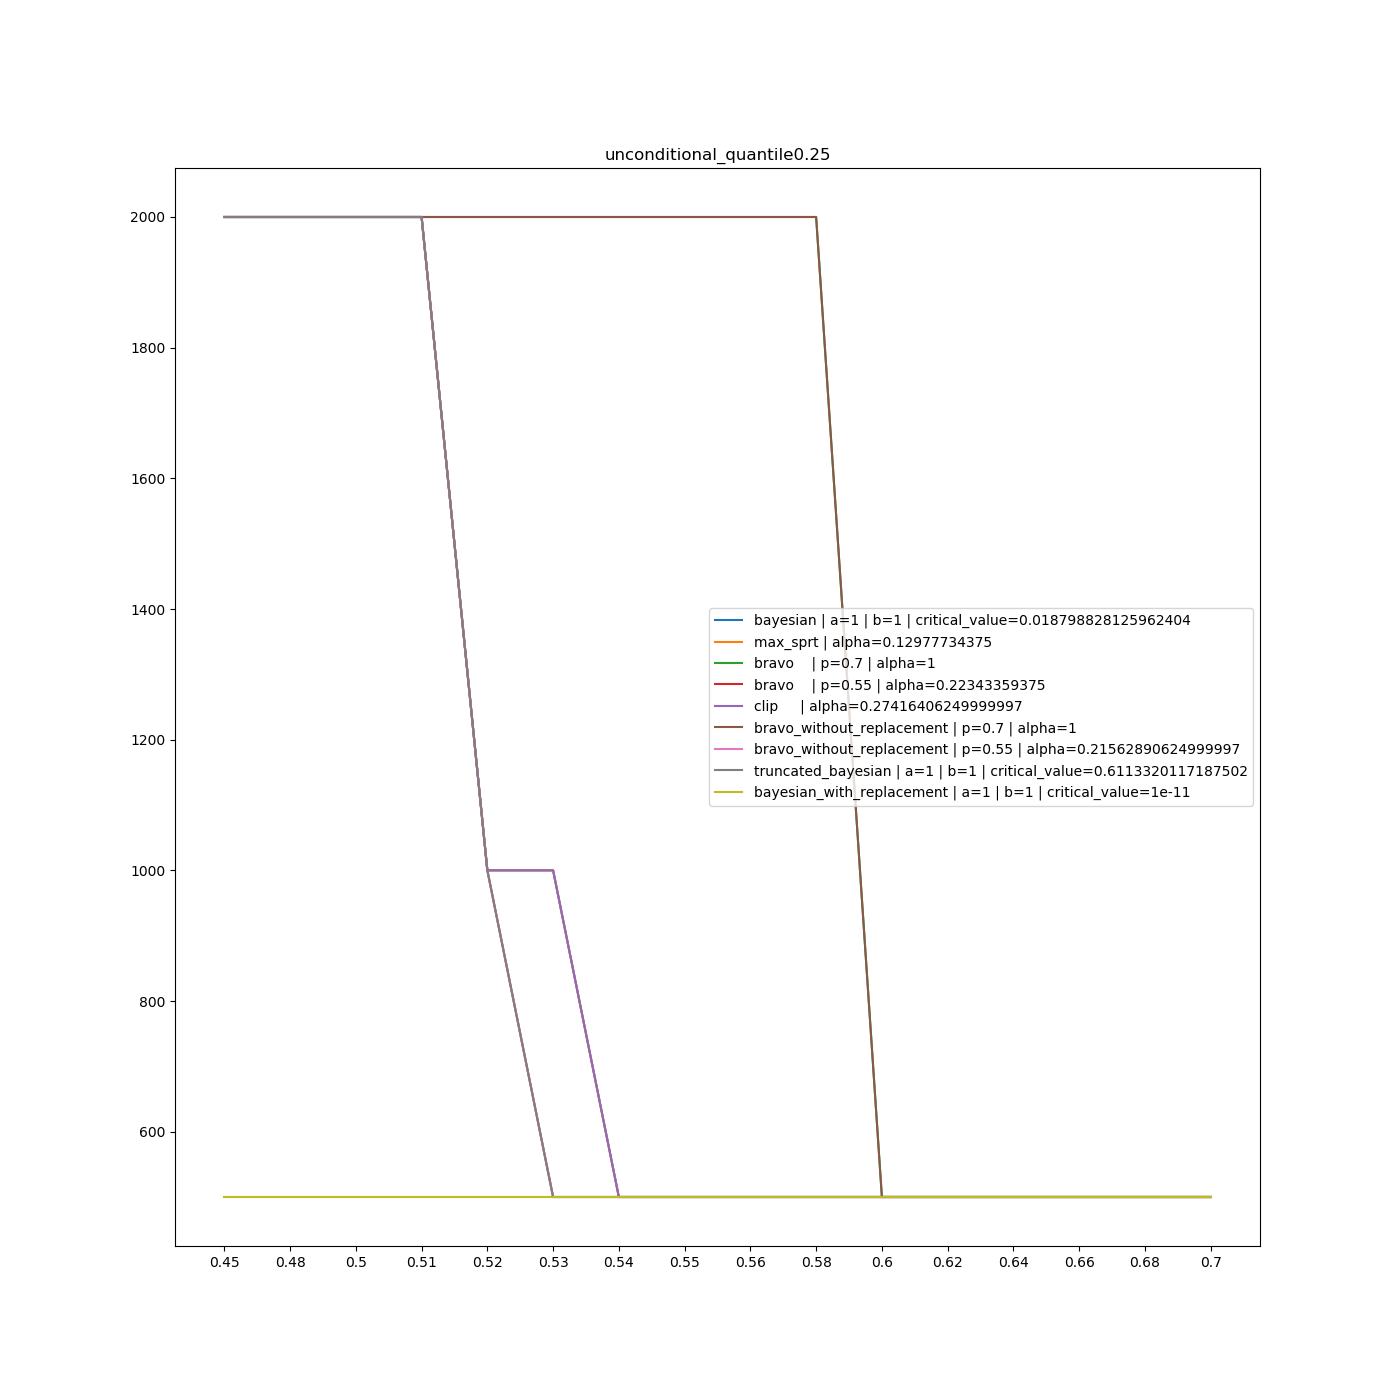 unconditional_quantile0.25
2000
1800
1600
1400
1200
1000
800
600
bayesian | a=1 | b=1 | critical_value=0.018798828125962404
max_sprt | alpha=0.12977734375
bravo    | p=0.7 | alpha=1
bravo    | p=0.55 | alpha=0.22343359375
clip     | alpha=0.27416406249999997
bravo_without_replacement | p=0.7 | alpha=1
bravo_without_replacement | p=0.55 | alpha=0.21562890624999997
truncated_bayesian | a=1 | b=1 | critical_value=0.6113320117187502
bayesian_with_replacement | a=1 | b=1 | critical_value=1e-11
0.45 0.48 0.5 0.51 0.52 0.53 0.54 0.55 0.56 0.58 0.6 0.62 0.64 0.66 0.68 0.7